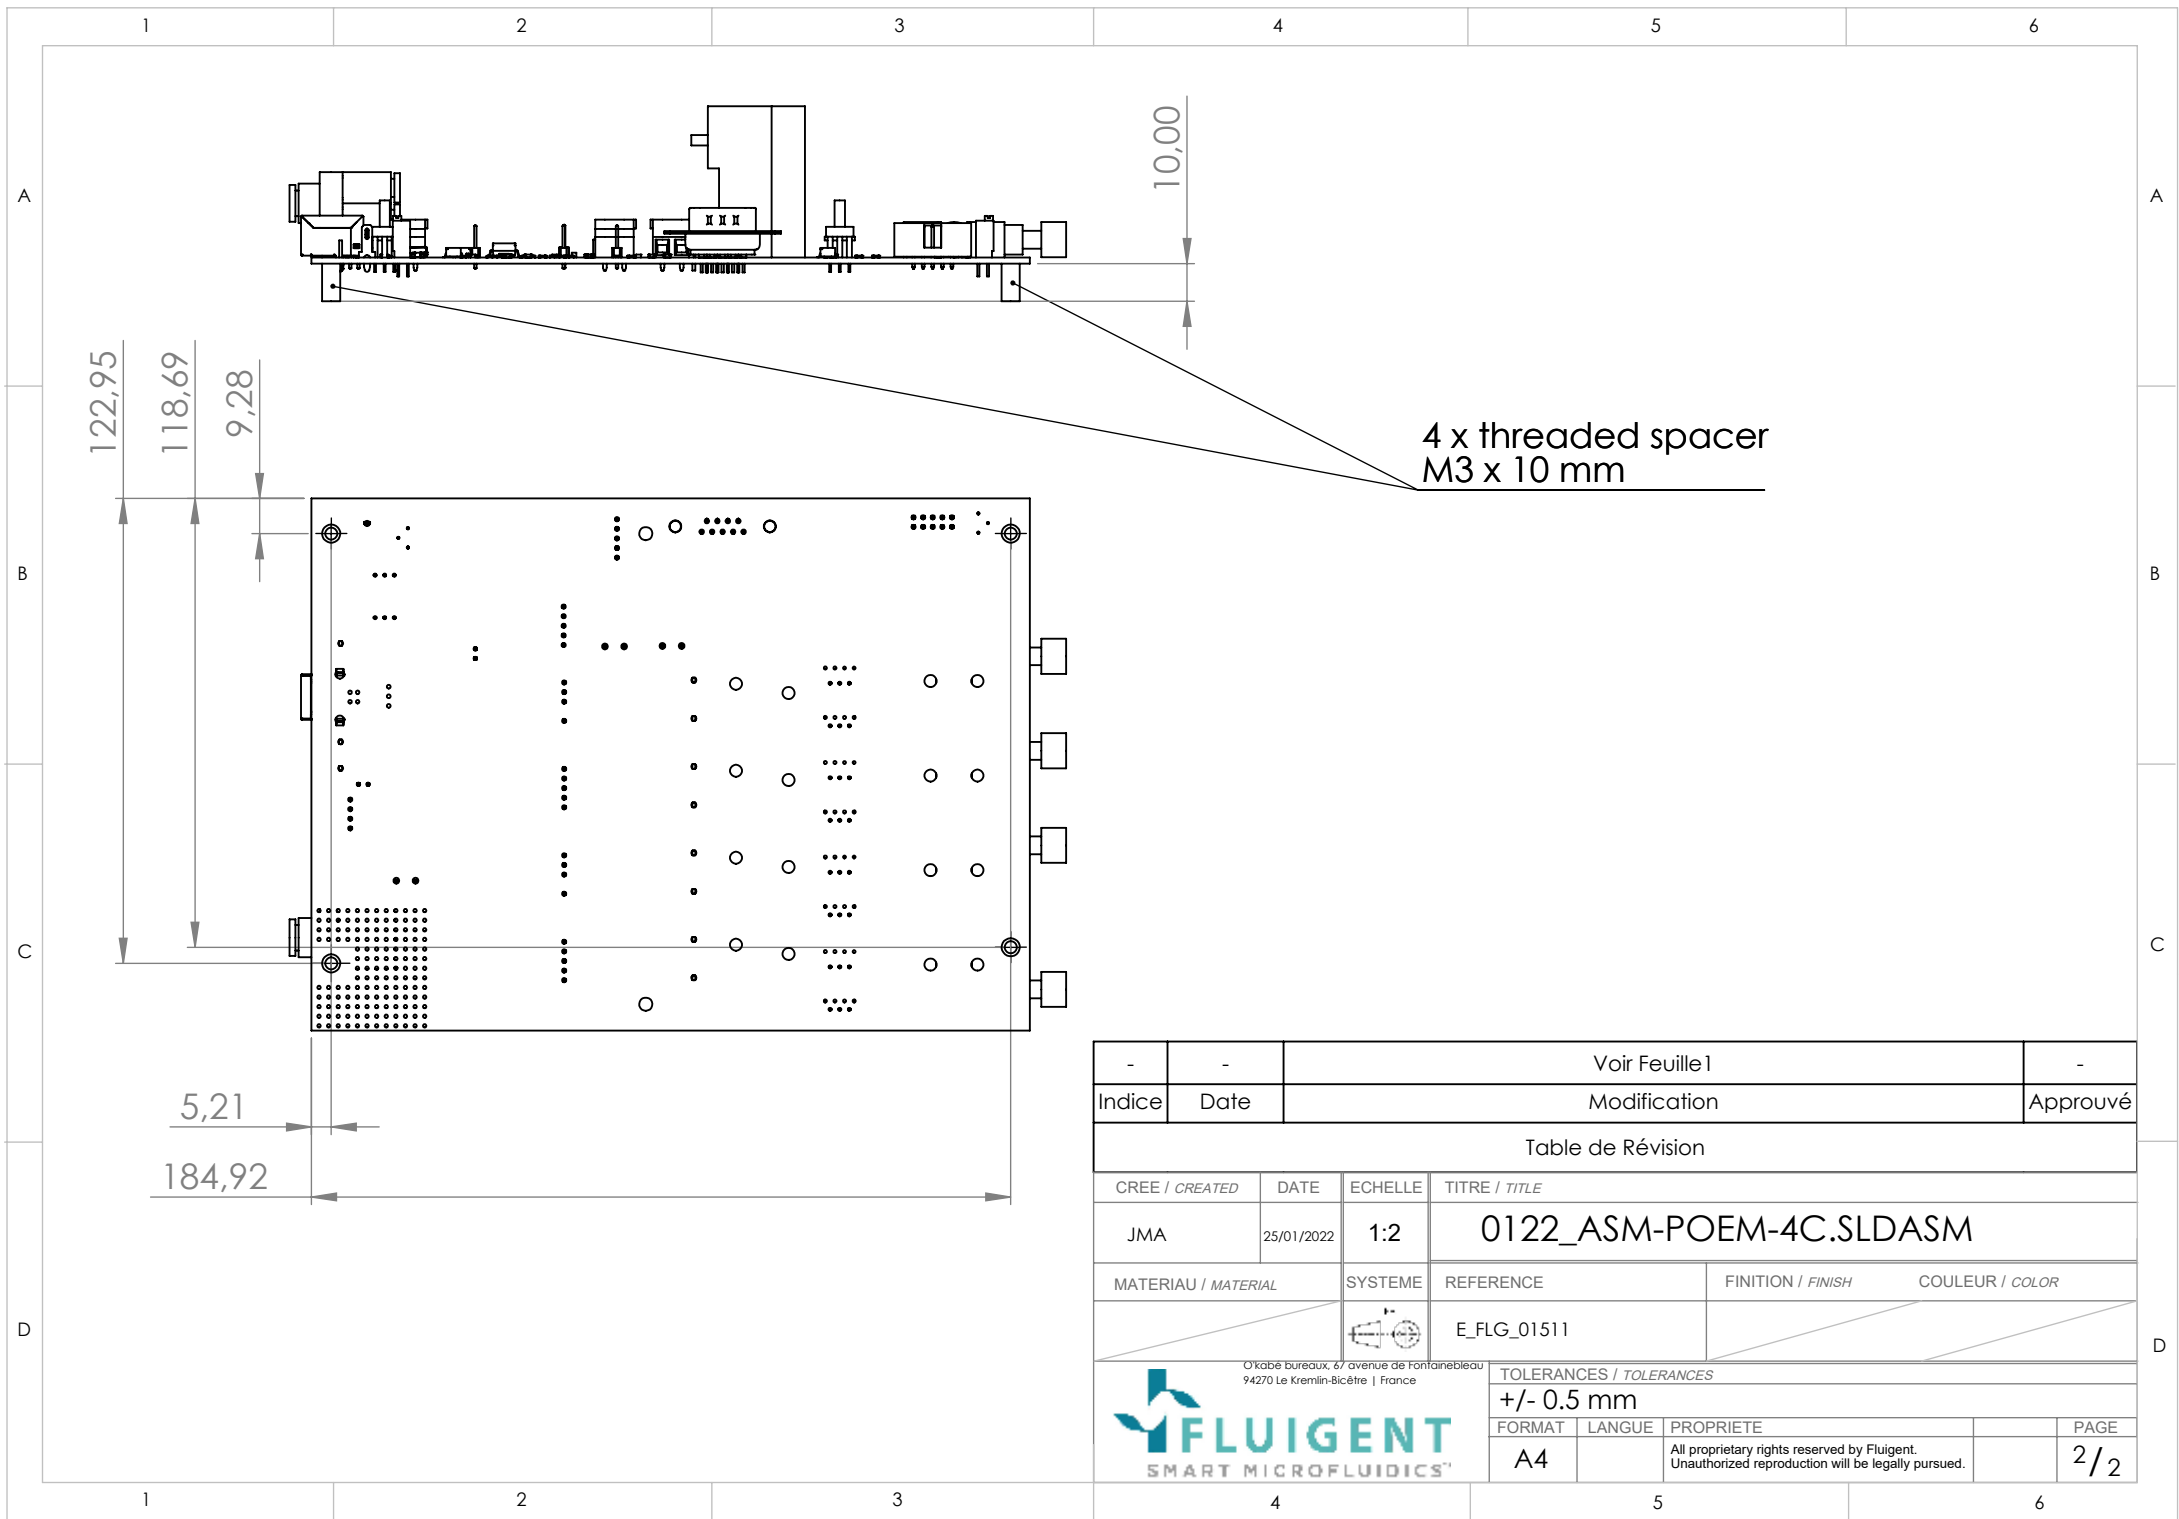 1 2 3 4 5 6
A A
10,00
122,95
118,69
9,28
4 x threaded spacer
M3 x 10 mm
B B
C C
5,21
184,92
- - Voir Feuille1 -
Indice Date Modification Approuvé
Table de Révision
CREE / CREATED DATE ECHELLE TITRE / TITLE
JMA 25/01/2022 1:2 0122_ASM-POEM-4C.SLDASM
MATERIAU / MATERIAL SYSTEME REFERENCE FINITION / FINISH COULEUR / COLOR
E_FLG_01511
D D
O'kabé bureaux, 67 avenue de Fontainebleau
94270 Le Kremlin-Bicêtre | France
TOLERANCES / TOLERANCES
+/- 0.5 mm
FLUIGENT
SMART MICROFLUIDICS
FORMAT LANGUE PROPRIETE PAGE
A4 All proprietary rights reserved by Fluigent.
Unauthorized reproduction will be legally pursued.
2/2
1 2 3 4 5 6